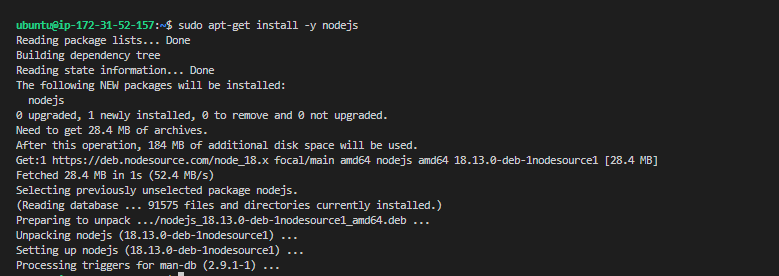 ubuntu@ip-172-31-52-157:~$ sudo apt-get install -y nodejs
Reading package lists... Done
Building dependency tree
Reading state information... Done
The following NEW packages will be installed:
  nodejs
0 upgraded, 1 newly installed, 0 to remove and 0 not upgraded.
Need to get 28.4 MB of archives.
After this operation, 184 MB of additional disk space will be used.
Get:1 https://deb.nodesource.com/node_18.x focal/main amd64 nodejs amd64 18.13.0-deb-1nodesource1 [28.4 MB]
Fetched 28.4 MB in 1s (52.4 MB/s)
Selecting previously unselected package nodejs.
(Reading database ... 91575 files and directories currently installed.)
Preparing to unpack .../nodejs_18.13.0-deb-1nodesource1_amd64.deb ...
Unpacking nodejs (18.13.0-deb-1nodesource1) ...
Setting up nodejs (18.13.0-deb-1nodesource1) ...
Processing triggers for man-db (2.9.1-1) ...